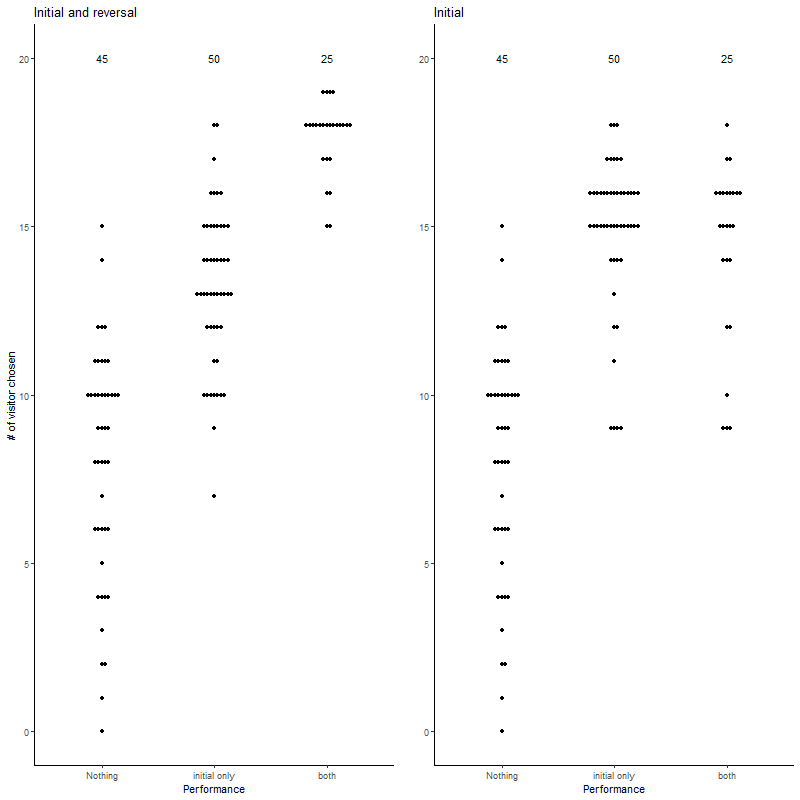 Initial and reversal
20
45
50
25
15
10
5
0
# of visitor chosen
Nothing
initial only
both
Performance
Initial
20
45
50
25
15
10
5
0
Nothing
initial only
both
Performance